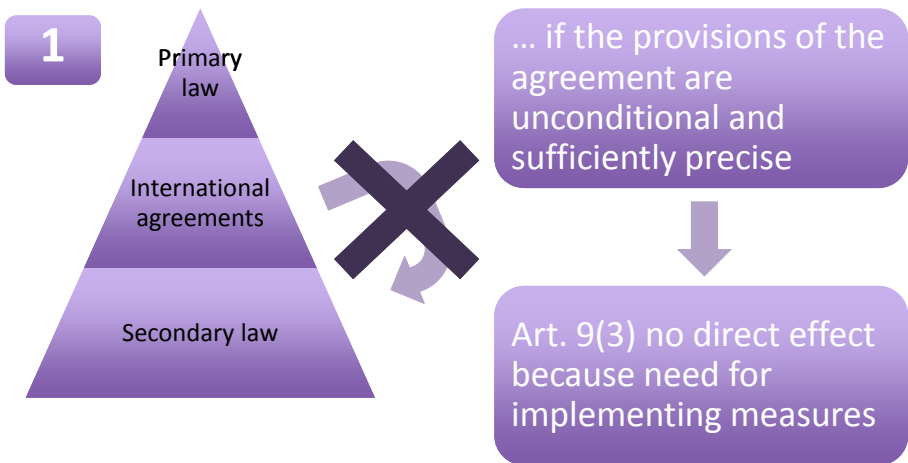 1
Primary
law
International
agreements
Secondary law
… if the provisions of the
agreement are
unconditional and
sufficiently precise
Art. 9(3) no direct effect
because need for
implementing measures